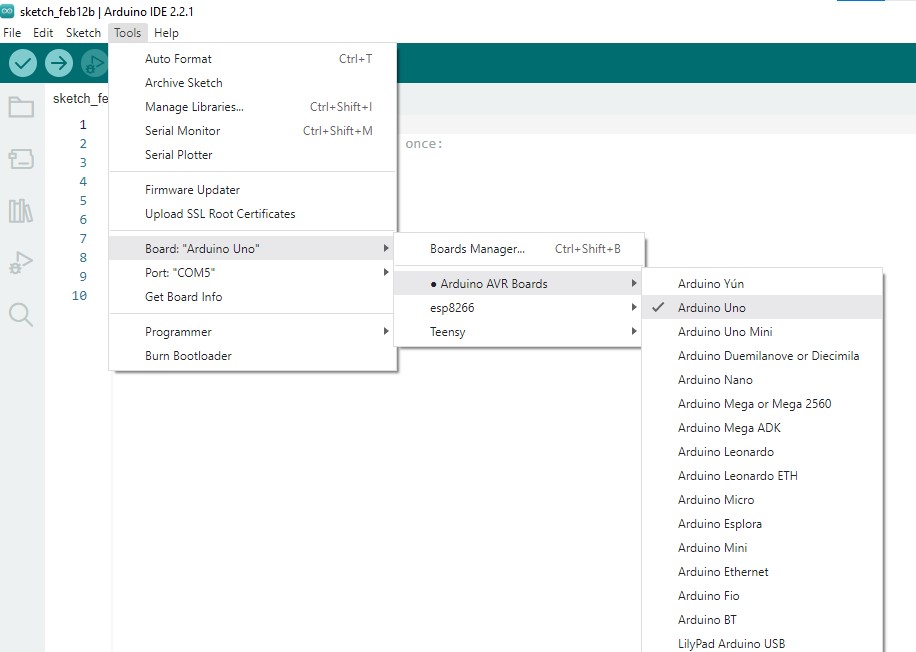 sketch_feb12b | Arduino IDE 2.2.1
File Edit Sketch Tools Help
sketch_fe
Auto Format Ctrl+T
Archive Sketch
Manage Libraries... Ctrl+Shift+I
Serial Monitor Ctrl+Shift+M
Serial Plotter
Firmware Updater
Upload SSL Root Certificates
Board: "Arduino Uno"
Port: "COM5"
Get Board Info
Programmer
Burn Bootloader
1
2 once:
3
4
5
6
7
8
9
10
Boards Manager... Ctrl+Shift+B
● Arduino AVR Boards
esp8266
Teensy
Arduino Yún
✓ Arduino Uno
Arduino Uno Mini
Arduino Duemilanove or Diecimila
Arduino Nano
Arduino Mega or Mega 2560
Arduino Mega ADK
Arduino Leonardo
Arduino Leonardo ETH
Arduino Micro
Arduino Esplora
Arduino Mini
Arduino Ethernet
Arduino Fio
Arduino BT
LilyPad Arduino USB